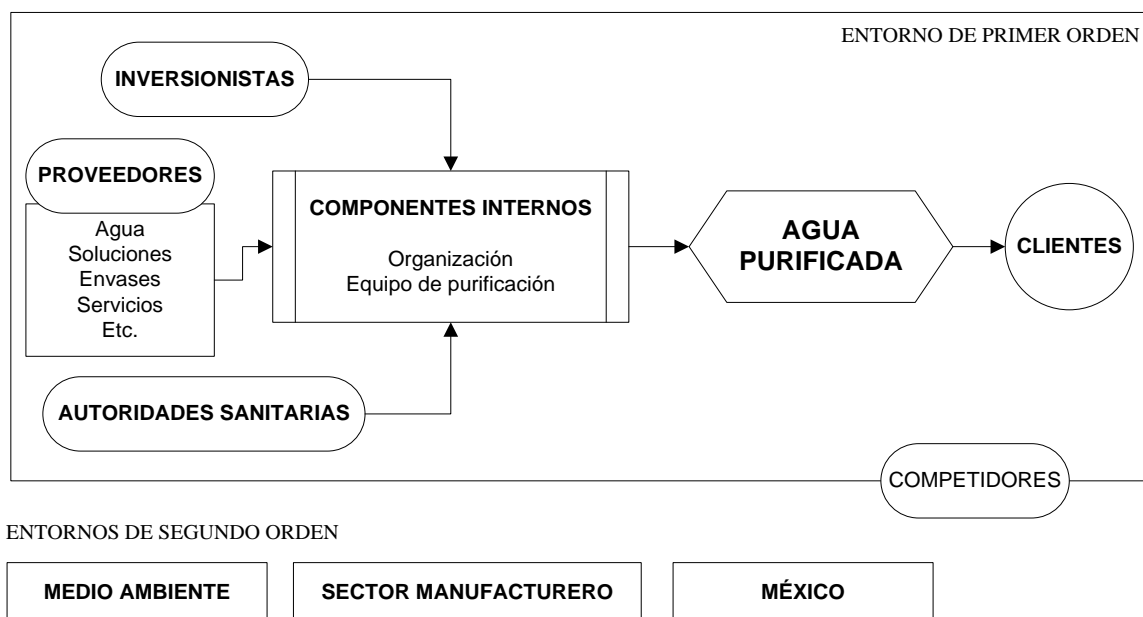 ENTORNO DE PRIMER ORDEN
INVERSIONISTAS
PROVEEDORES
Agua
Soluciones
Envases
Servicios
Etc.
COMPONENTES INTERNOS
Organización
Equipo de purificación
AGUA
PURIFICADA
CLIENTES
AUTORIDADES SANITARIAS
COMPETIDORES
ENTORNOS DE SEGUNDO ORDEN
MEDIO AMBIENTE
SECTOR MANUFACTURERO
MÉXICO